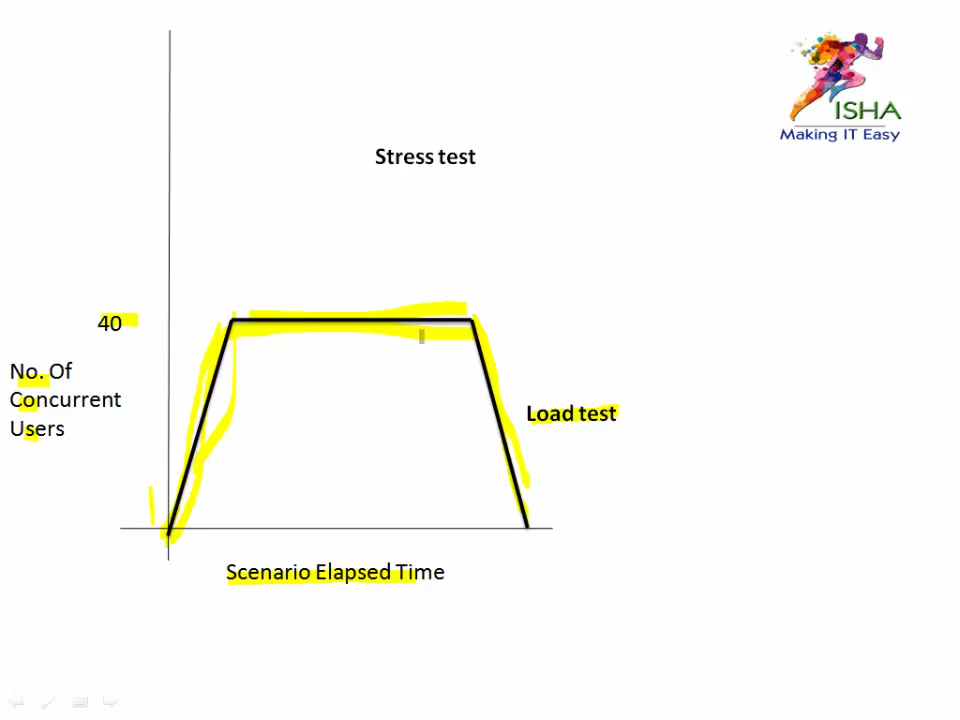 ISHA
Making IT Easy
Stress test
40
No. Of
Concurrent
Users
Load test
Scenario Elapsed Time